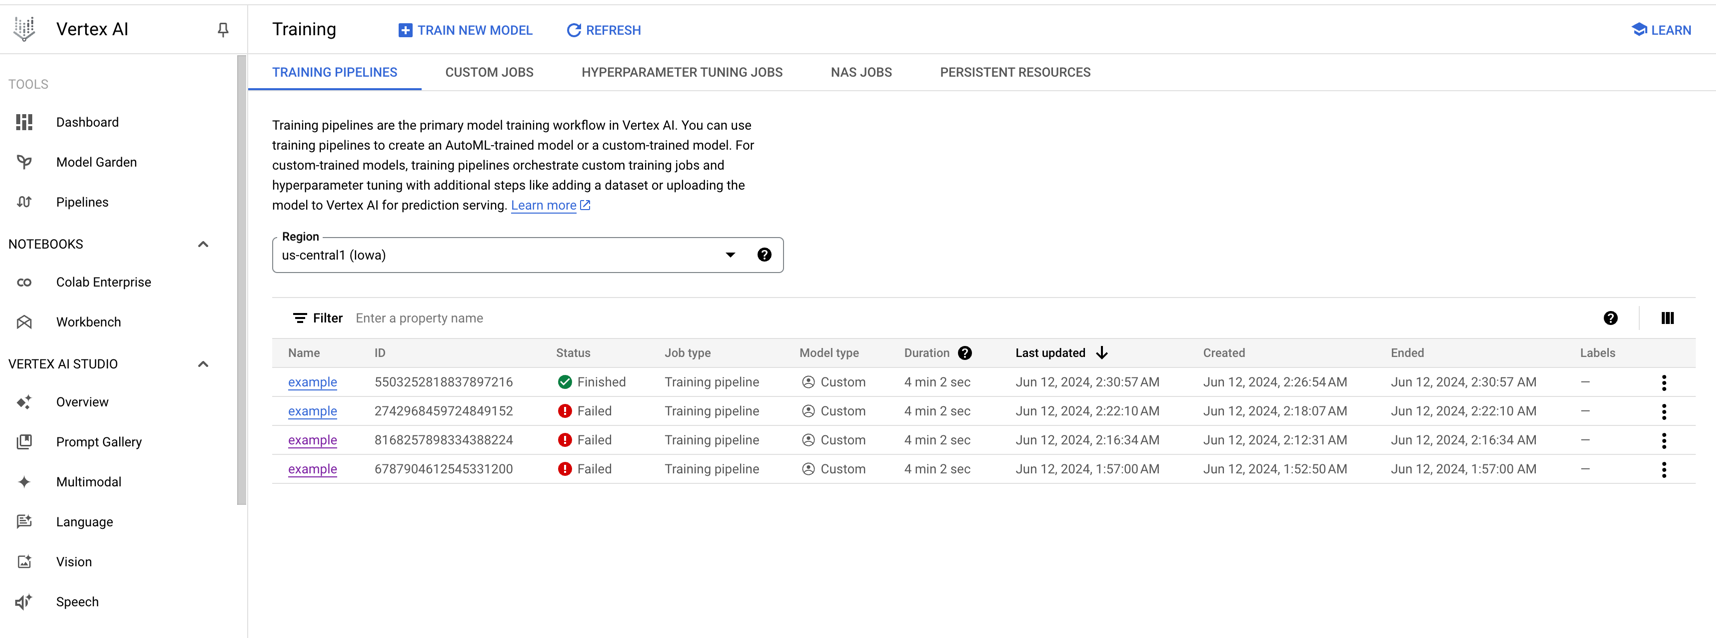 Vertex AI
Training
TRAIN NEW MODEL
REFRESH
LEARN
TOOLS
Dashboard
Model Garden
Pipelines
NOTEBOOKS
Colab Enterprise
Workbench
VERTEX AI STUDIO
Overview
Prompt Gallery
Multimodal
Language
Vision
Speech
TRAINING PIPELINES CUSTOM JOBS HYPERPARAMETER TUNING JOBS NAS JOBS PERSISTENT RESOURCES
Training pipelines are the primary model training workflow in Vertex AI. You can use
training pipelines to create an AutoML-trained model or a custom-trained model. For
custom-trained models, training pipelines orchestrate custom training jobs and
hyperparameter tuning with additional steps like adding a dataset or uploading the
model to Vertex AI for prediction serving. Learn more
Region
us-central1 (Iowa)
Filter Enter a property name
Name ID Status Job type Model type Duration Last updated Created Ended Labels
example 5503252818837897216 Finished Training pipeline Custom 4 min 2 sec Jun 12, 2024, 2:30:57 AM Jun 12, 2024, 2:26:54 AM Jun 12, 2024, 2:30:57 AM —
example 2742968459724849152 Failed Training pipeline Custom 4 min 2 sec Jun 12, 2024, 2:22:10 AM Jun 12, 2024, 2:18:07 AM Jun 12, 2024, 2:22:10 AM —
example 8168257898334388224 Failed Training pipeline Custom 4 min 2 sec Jun 12, 2024, 2:16:34 AM Jun 12, 2024, 2:12:31 AM Jun 12, 2024, 2:16:34 AM —
example 6787904612545331200 Failed Training pipeline Custom 4 min 2 sec Jun 12, 2024, 1:57:00 AM Jun 12, 2024, 1:52:50 AM Jun 12, 2024, 1:57:00 AM —